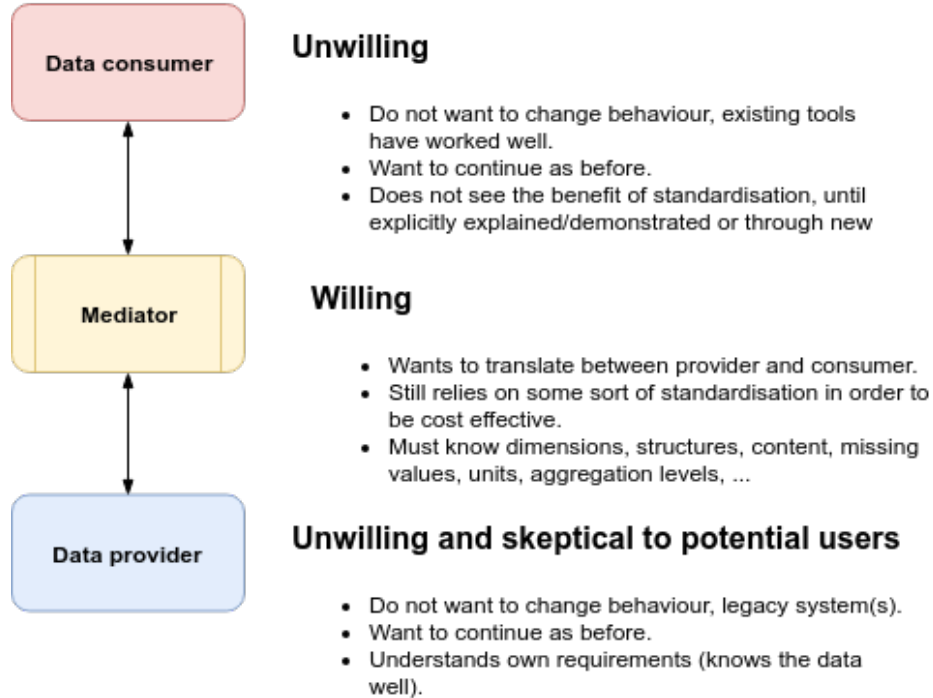 Data consumer
Unwilling
• Do not want to change behaviour, existing tools
have worked well.
• Want to continue as before.
• Does not see the benefit of standardisation, until
explicitly explained/demonstrated or through new
Mediator
Willing
• Wants to translate between provider and consumer.
• Still relies on some sort of standardisation in order to
be cost effective.
• Must know dimensions, structures, content, missing
values, units, aggregation levels, ...
Data provider
Unwilling and skeptical to potential users
• Do not want to change behaviour, legacy system(s).
• Want to continue as before.
• Understands own requirements (knows the data
well).